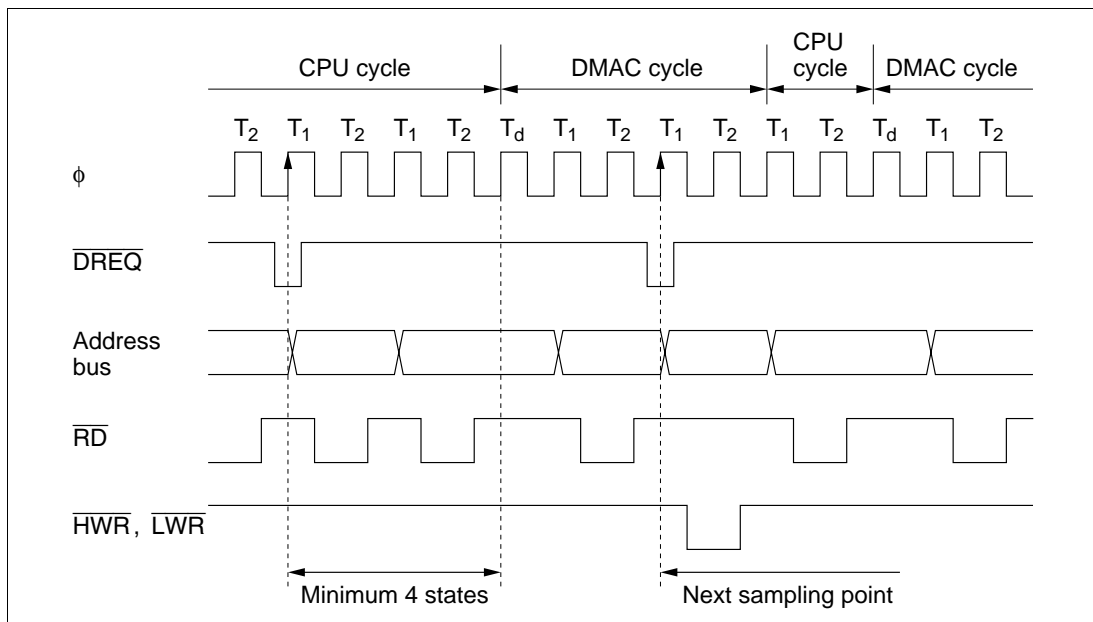 CPU cycle DMAC cycle CPU cycle DMAC cycle
T2 T1 T2 T1 T2 Td T1 T2 T1 T2 T1 T2 Td T1 T2
ϕ
DREQ
Address
bus
RD
HWR, LWR
Minimum 4 states Next sampling point